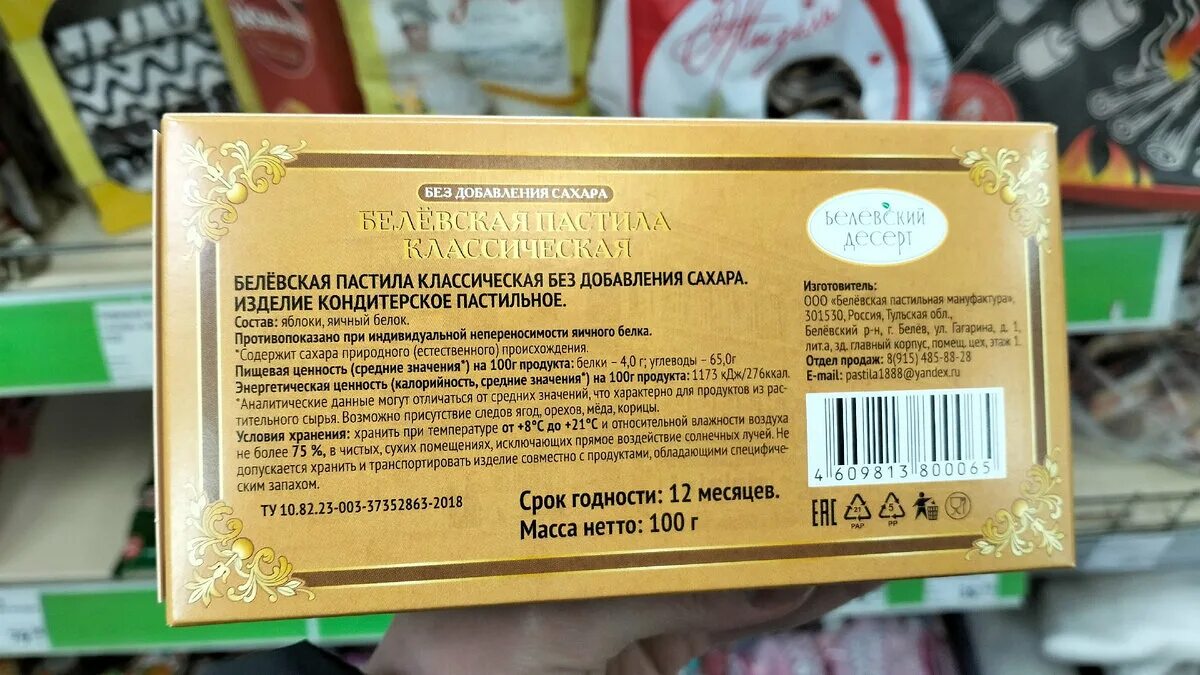 БЕЗ ДОБАВЛЕНИЯ САХАРА
БЕЛЁВСКАЯ ПАСТИЛА
КЛАССИЧЕСКАЯ
БЕЛЁВСКАЯ ПАСТИЛА КЛАССИЧЕСКАЯ БЕЗ ДОБАВЛЕНИЯ САХАРА.
ИЗДЕЛИЕ КОНДИТЕРСКОЕ ПАСТИЛЬНОЕ.
Состав: яблоки, яичный белок.
Противопоказано при индивидуальной непереносимости яичного белка.
*Содержит сахара природного (естественного) происхождения.
Пищевая ценность (средние значения*) на 100г продукта: белки – 4,0 г; углеводы – 65,0г
Энергетическая ценность (калорийность, средние значения*) на 100г продукта: 1173 кДж/276ккал.
*Аналитические данные могут отличаться от средних значений, что характерно для продуктов из рас-
тительного сырья. Возможно присутствие следов ягод, орехов, мёда, корицы.
Условия хранения: хранить при температуре от +8°С до +21°С и относительной влажности воздуха
не более 75 %, в чистых, сухих помещениях, исключающих прямое воздействие солнечных лучей. Не
допускается хранить и транспортировать изделие совместно с продуктами, обладающими специфиче-
ским запахом.
ТУ 10.82.23-003-37352863-2018
Срок годности: 12 месяцев.
Масса нетто: 100 г
Белевский
десерт
Изготовитель:
ООО «Белёвская пастильная мануфактура»,
301530, Россия, Тульская обл.,
Белёвский р-н, г. Белёв, ул. Гагарина, д. 1,
лит.а, зд. главный корпус, помещ. цех, этаж 1.
Отдел продаж: 8(915) 485-88-28
E-mail: pastila1888@yandex.ru
4 609813 800065
ЕАС
21
PAP
5
PP